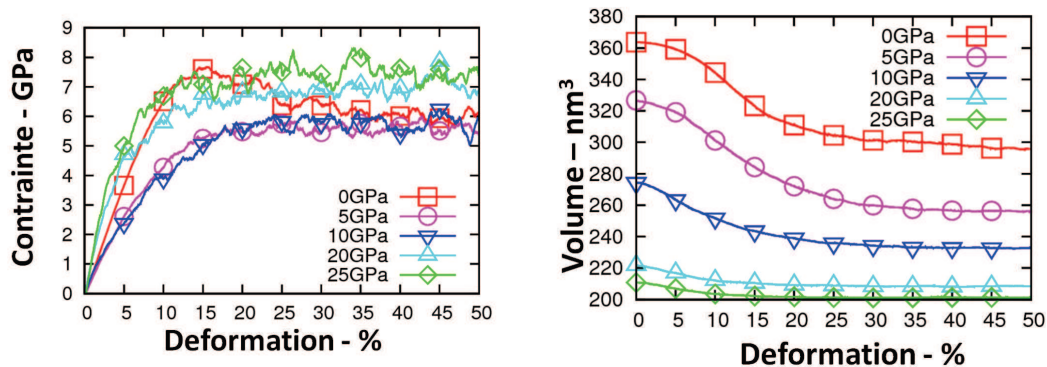 9
8
7
6
5
4
3
2
1
0
Contrainte - GPa
0GPa
5GPa
10GPa
20GPa
25GPa
0 5 10 15 20 25 30 35 40 45 50
Deformation - %
380
360
340
320
300
280
260
240
220
200
Volume – nm³
0GPa
5GPa
10GPa
20GPa
25GPa
0 5 10 15 20 25 30 35 40 45 50
Deformation - %